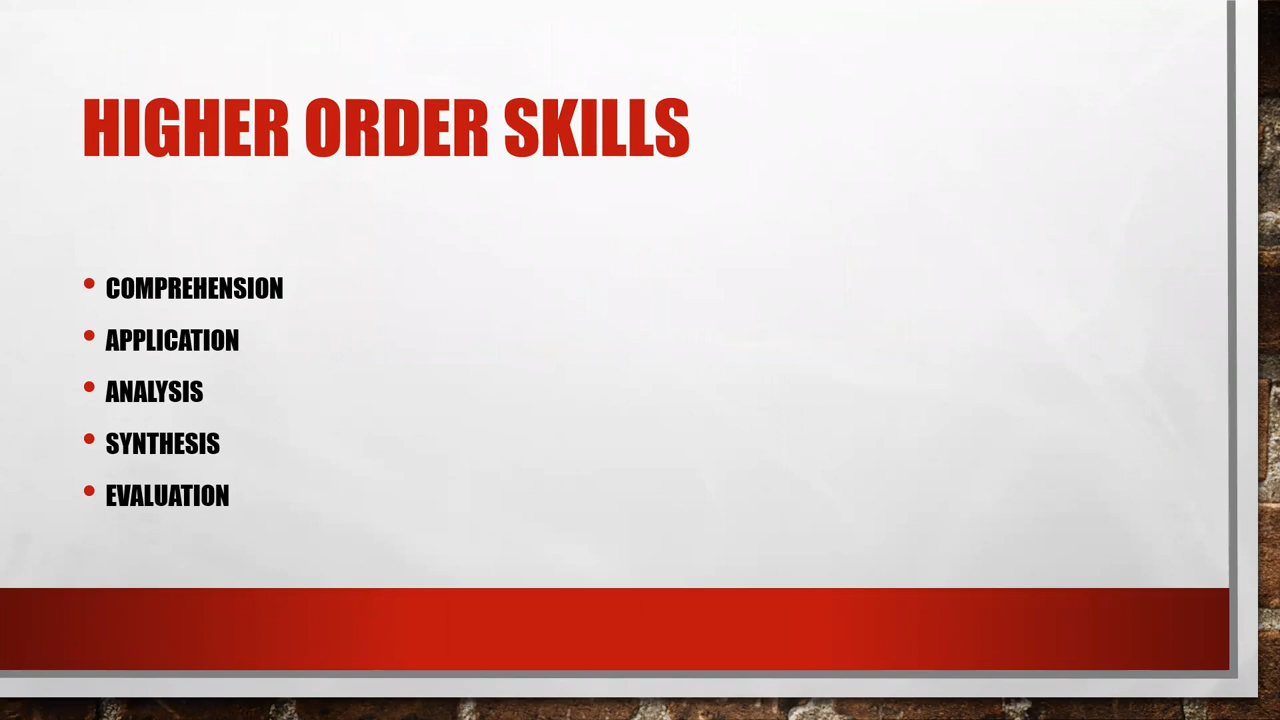 HIGHER ORDER SKILLS
• COMPREHENSION
• APPLICATION
• ANALYSIS
• SYNTHESIS
• EVALUATION